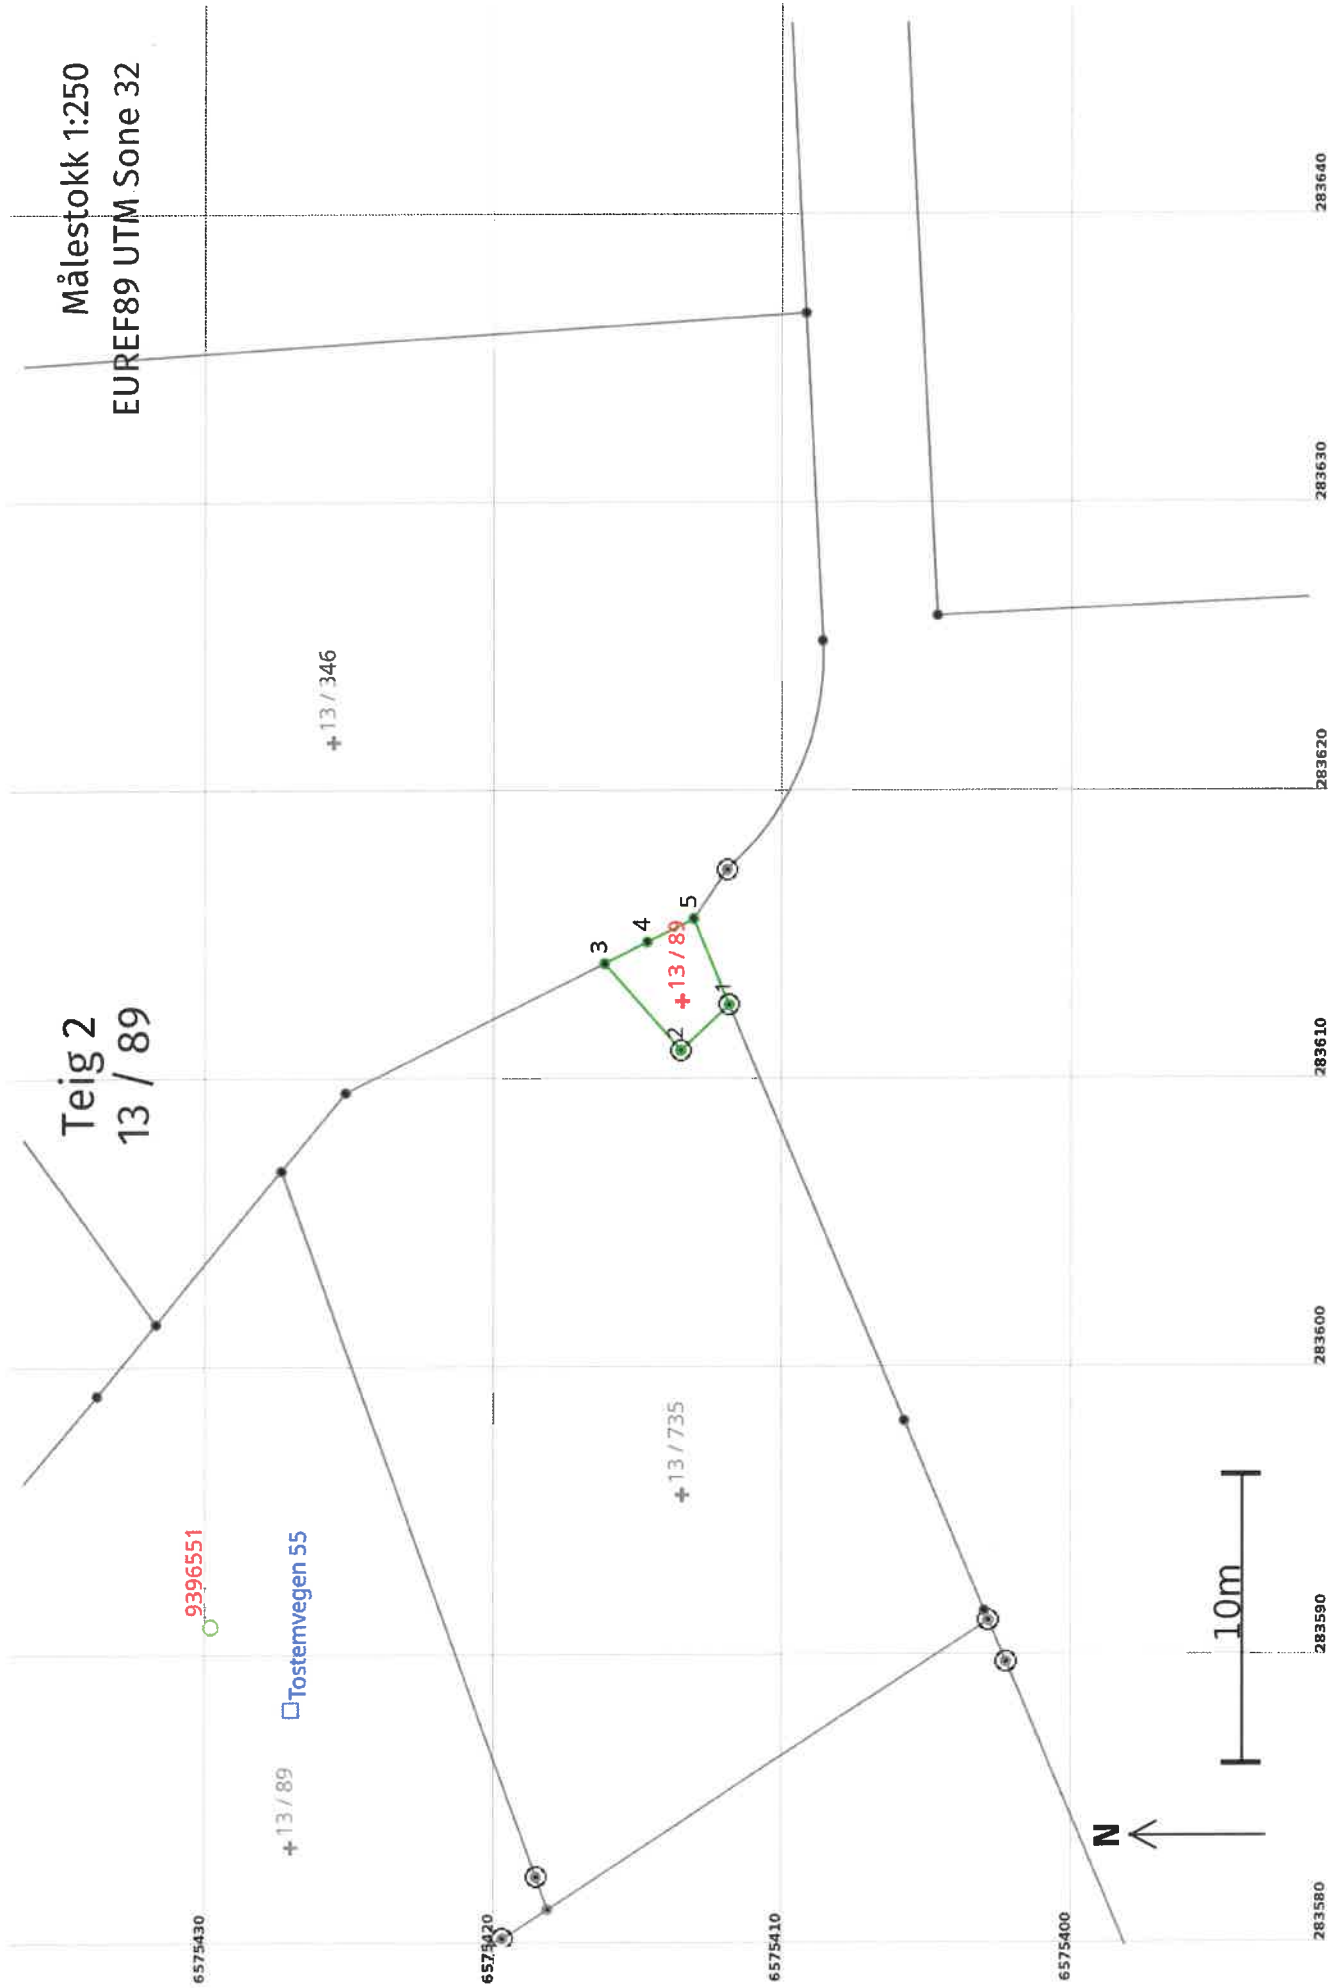 Teig 2
13 / 89
Målestokk 1:250
EUREF89 UTM Sone 32
9396551
Tostemvegen 55
+13 / 89
+13 / 346
+13 / 735
3
4
5
+13 / 89
2
1
6575430
6575420
6575410
6575400
N
10m
283580
283590
283600
283610
283620
283630
283640